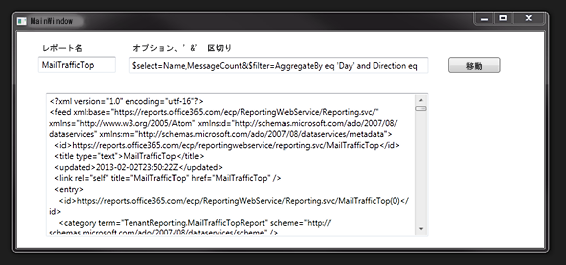 MainWindow
レポート名 オプション、'&' 区切り
MailTrafficTop $select=Name,MessageCount&$filter=AggregateBy eq 'Day' and Direction eq 移動
<?xml version="1.0" encoding="utf-16"?>
<feed xml:base="https://reports.office365.com/ecp/ReportingWebService/Reporting.svc/"
xmlns="http://www.w3.org/2005/Atom" xmlns:d="http://schemas.microsoft.com/ado/2007/08/
dataservices" xmlns:m="http://schemas.microsoft.com/ado/2007/08/dataservices/metadata">
<id>https://reports.office365.com/ecp/reportingwebservice/reporting.svc/MailTrafficTop</id>
<title type="text">MailTrafficTop</title>
<updated>2013-02-02T23:50:22Z</updated>
<link rel="self" title="MailTrafficTop" href="MailTrafficTop" />
<entry>
<id>https://reports.office365.com/ecp/ReportingWebService/Reporting.svc/MailTrafficTop(0)</
id>
<category term="TenantReporting.MailTrafficTopReport" scheme="http://
schemas.microsoft.com/ado/2007/08/dataservices/scheme" />